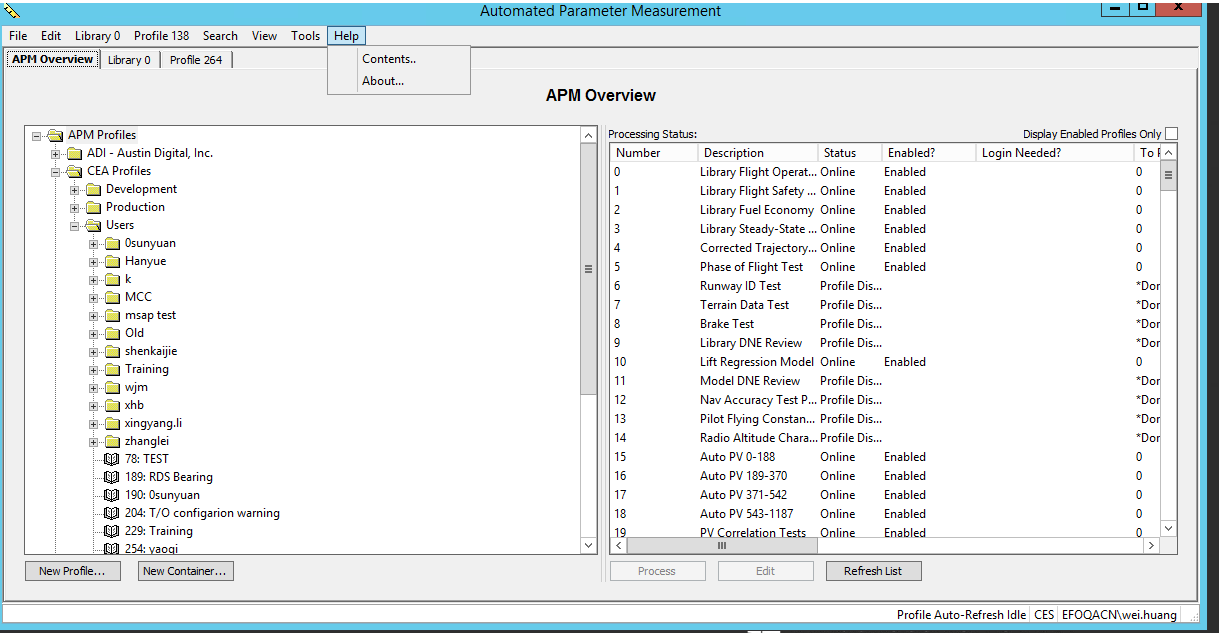 Automated Parameter Measurement
File Edit Library 0 Profile 138 Search View Tools Help
Contents..
About...
APM Overview Library 0 Profile 264
APM Overview
APM Profiles
ADI - Austin Digital, Inc.
CEA Profiles
Development
Production
Users
0sunyuan
Hanyue
k
MCC
msap test
Old
shenkaijie
Training
wjm
xhb
xingyang.li
zhanglei
78: TEST
189: RDS Bearing
190: 0sunyuan
204: T/O configarion warning
229: Training
254: yaoqi
New Profile... New Container...
Processing Status: Display Enabled Profiles Only
Number Description Status Enabled? Login Needed? To
0 Library Flight Operat... Online Enabled 0
1 Library Flight Safety ... Online Enabled 0
2 Library Fuel Economy Online Enabled 0
3 Library Steady-State ... Online Enabled 0
4 Corrected Trajectory... Online Enabled 0
5 Phase of Flight Test Online Enabled 0
6 Runway ID Test Profile Dis... *Dor
7 Terrain Data Test Profile Dis... *Dor
8 Brake Test Profile Dis... *Dor
9 Library DNE Review Profile Dis... *Dor
10 Lift Regression Model Online Enabled 0
11 Model DNE Review Profile Dis... *Dor
12 Nav Accuracy Test P... Profile Dis... *Dor
13 Pilot Flying Constan... Profile Dis... *Dor
14 Radio Altitude Chara... Profile Dis... *Dor
15 Auto PV 0-188 Online Enabled 0
16 Auto PV 189-370 Online Enabled 0
17 Auto PV 371-542 Online Enabled 0
18 Auto PV 543-1187 Online Enabled 0
19 PV Correlation Tests Online Enabled 0
Process Edit Refresh List
Profile Auto-Refresh Idle CES EFOQACN\wei.huang